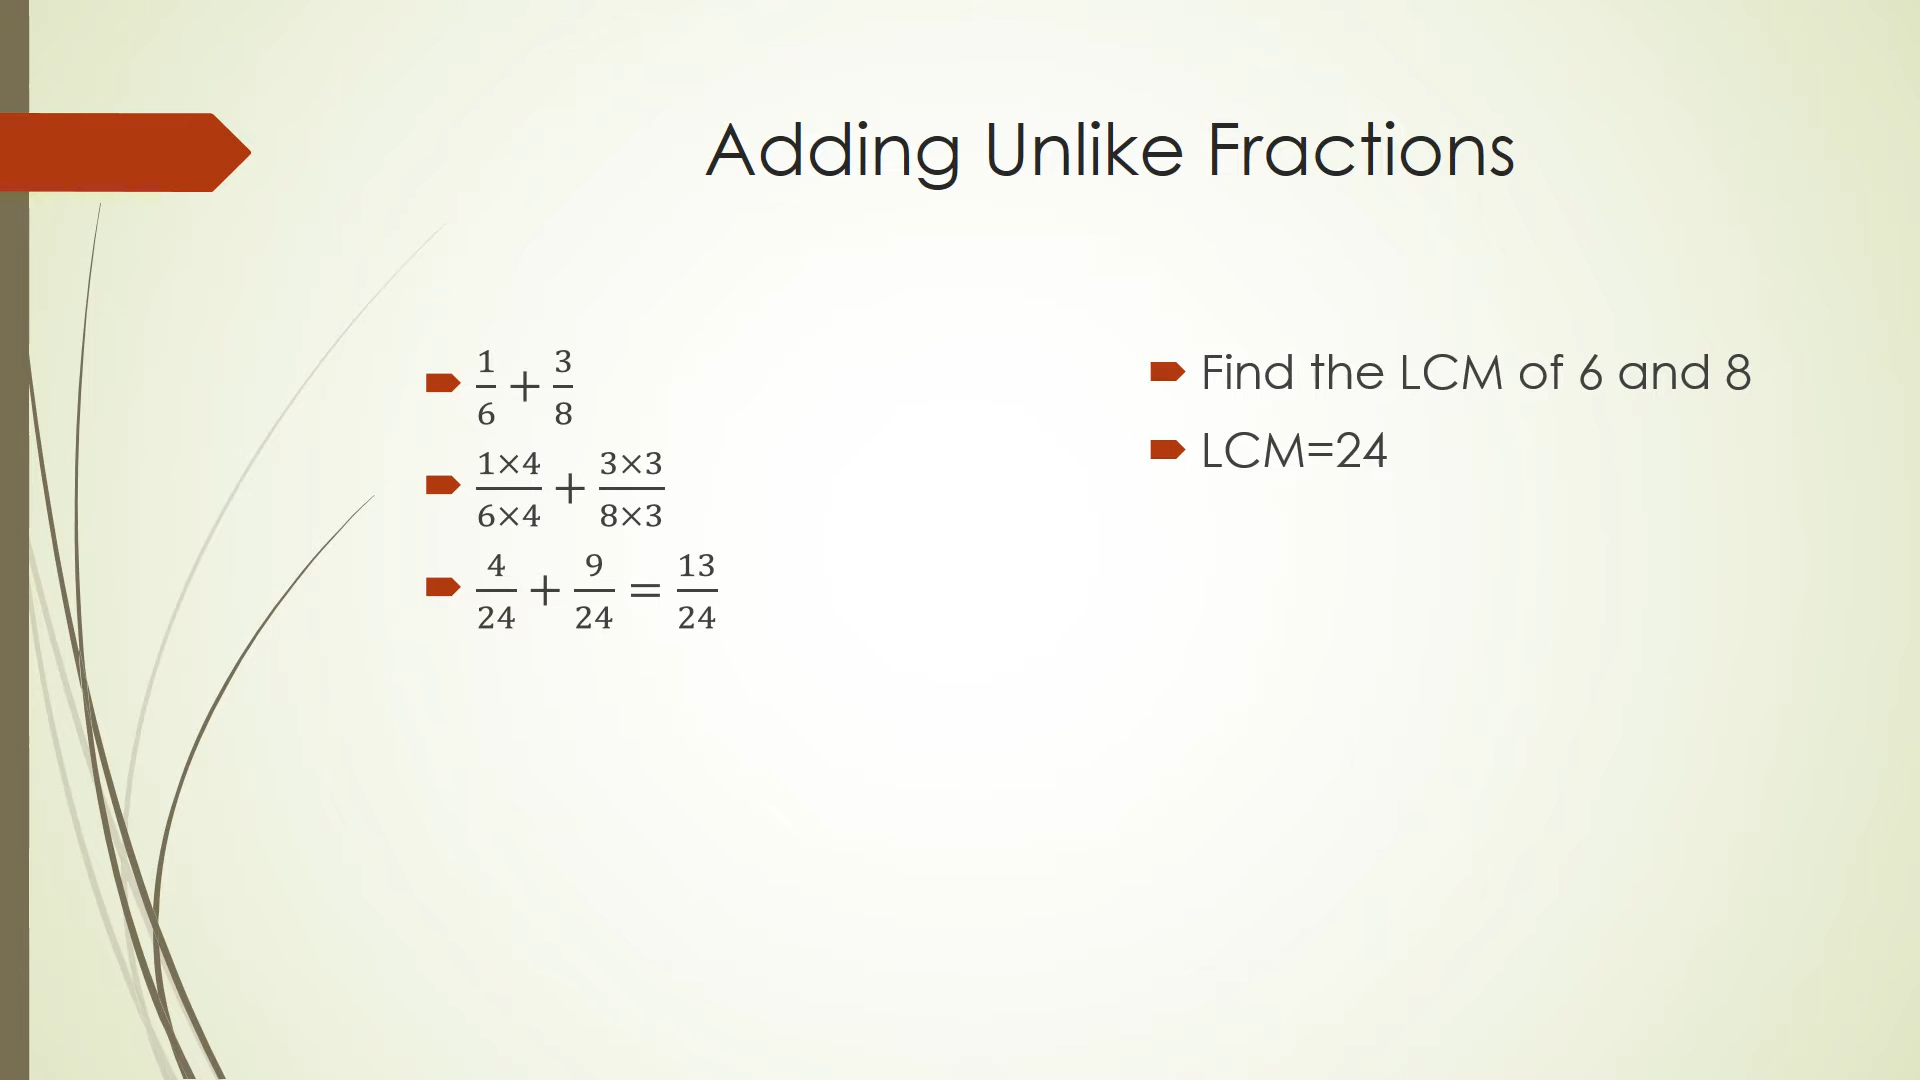 Adding Unlike Fractions
1/6 + 3/8
1×4/6×4 + 3×3/8×3
4/24 + 9/24 = 13/24
Find the LCM of 6 and 8
LCM=24